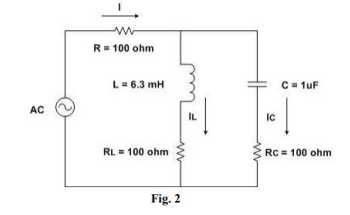 I
R = 100 ohm
L = 6.3 mH
C = 1uF
AC
IL
IC
RL = 100 ohm
RC = 100 ohm
Fig. 2